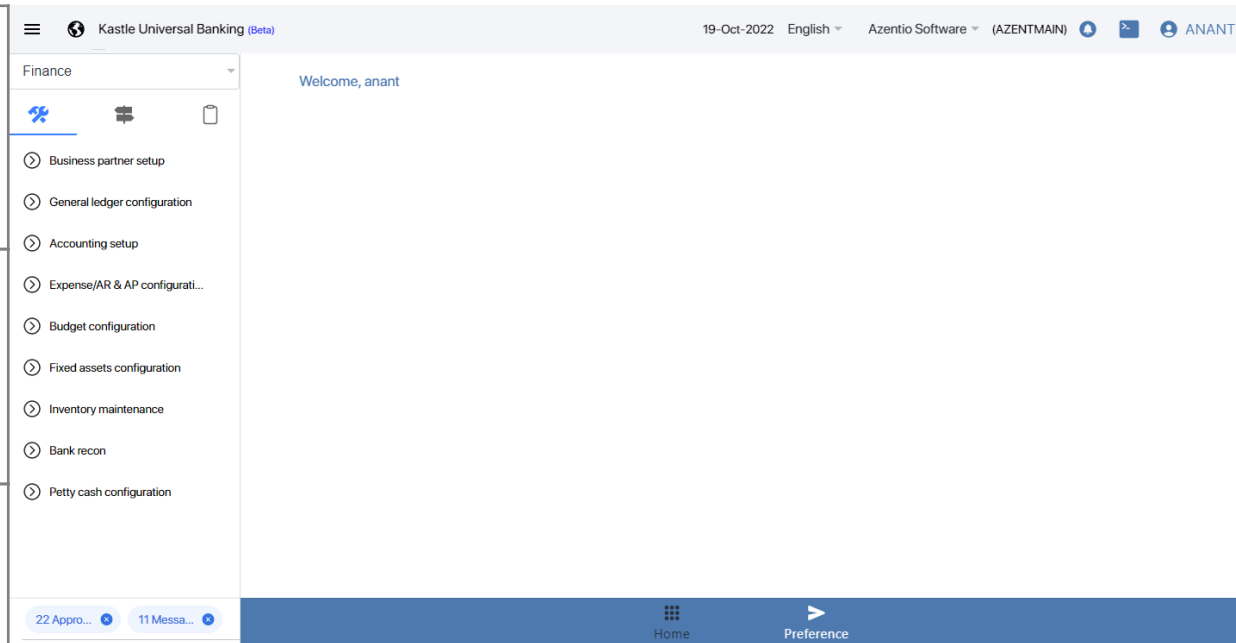 Kastle Universal Banking (Beta) 19-Oct-2022 English Azentio Software (AZENTMAIN) ANANT
Finance
Welcome, anant
Business partner setup
General ledger configuration
Accounting setup
Expense/AR & AP configurati...
Budget configuration
Fixed assets configuration
Inventory maintenance
Bank recon
Petty cash configuration
22 Appro... 11 Messa...
Home Preference